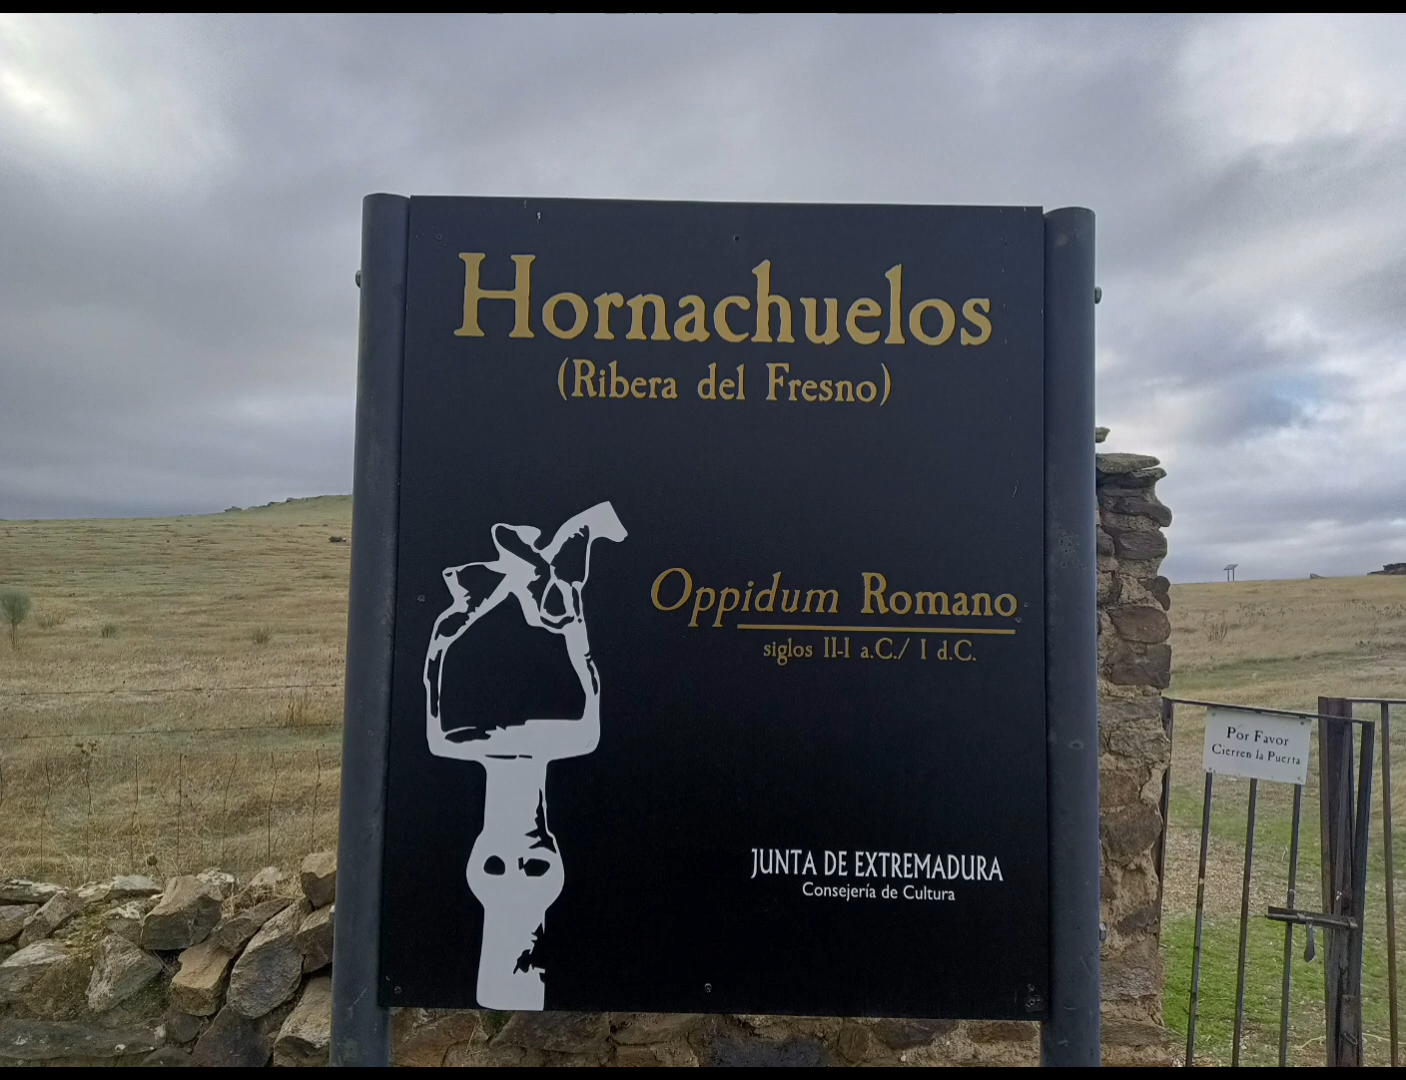 Hornachuelos
(Ribera del Fresno)
Oppidum Romano
siglos II-I a.C./ I d.C.
JUNTA DE EXTREMADURA
Consejería de Cultura
Por Favor
Cierren la Puerta